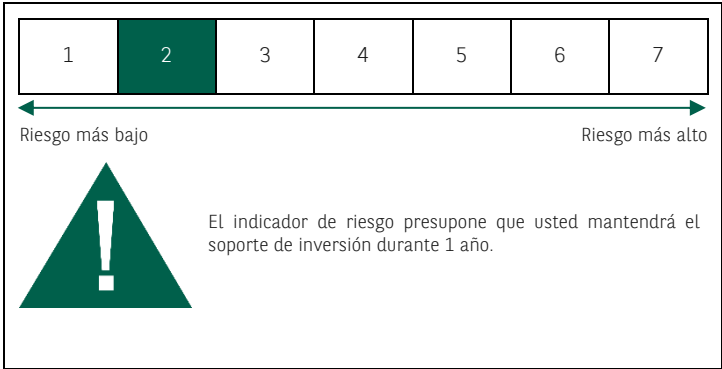 1 2 3 4 5 6 7
Riesgo más bajo Riesgo más alto
!
El indicador de riesgo presupone que usted mantendrá el
soporte de inversión durante 1 año.